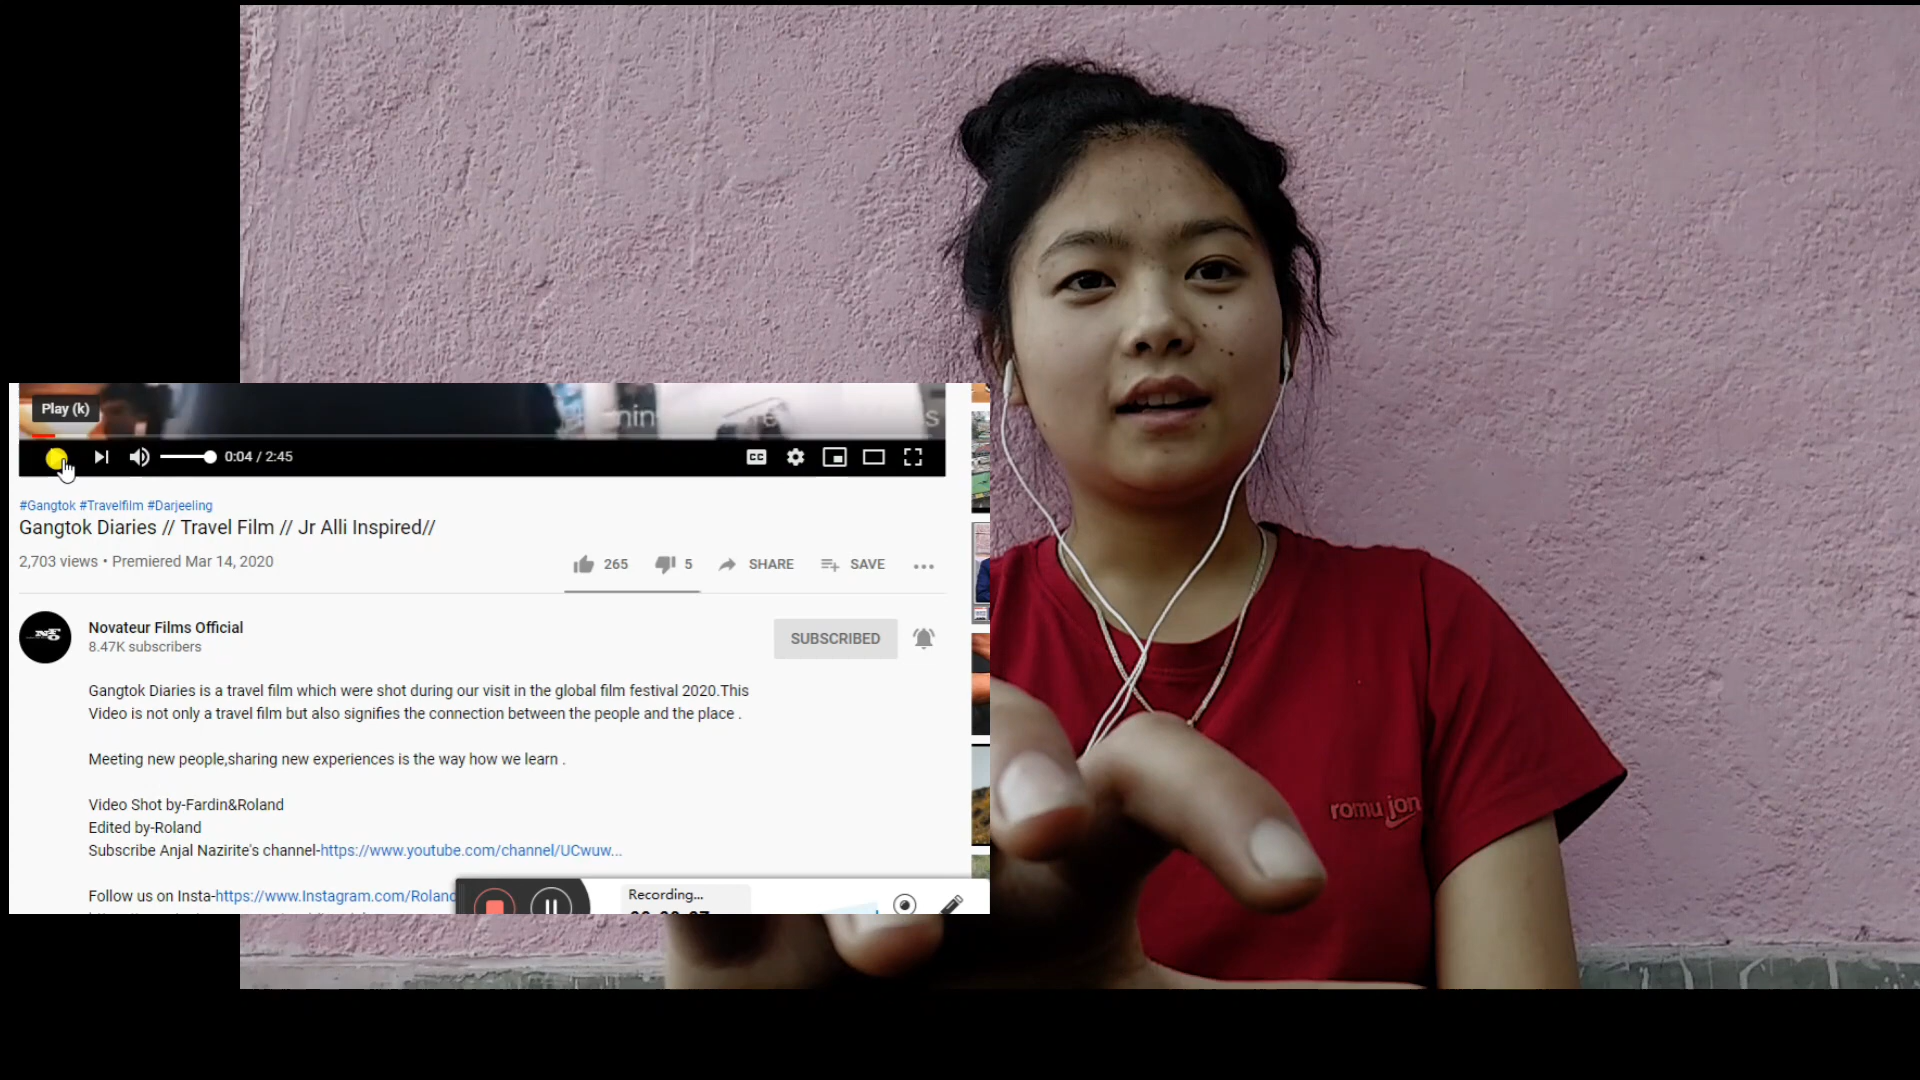 Play (k)
0:04 / 2:45
#Gangtok #Travelfilm #Darjeeling
Gangtok Diaries // Travel Film // Jr Alli Inspired//
2,703 views • Premiered Mar 14, 2020
265
5
SHARE
SAVE
Novateur Films Official
8.47K subscribers
SUBSCRIBED
Gangtok Diaries is a travel film which were shot during our visit in the global film festival 2020.This
Video is not only a travel film but also signifies the connection between the people and the place .
Meeting new people,sharing new experiences is the way how we learn .
Video Shot by-Fardin&Roland
Edited by-Roland
Subscribe Anjal Nazirite's channel-https://www.youtube.com/channel/UCwuw...
Follow us on Insta-https://www.Instagram.com/Roland
Recording...
romu jon